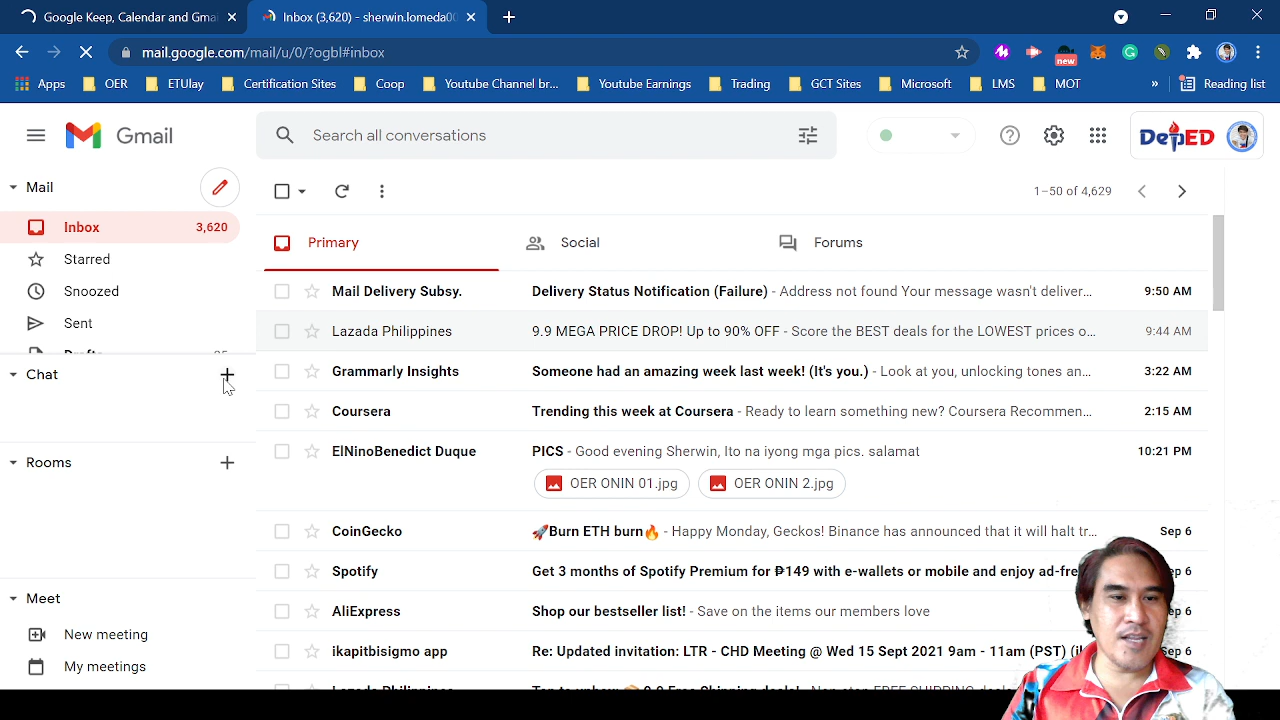 Google Keep, Calendar and Gma
Inbox (3,620) - sherwin.lomeda00
mail.google.com/mail/u/0/?ogbl#inbox
new
Apps OER ETUlay Certification Sites Coop Youtube Channel br... Youtube Earnings Trading GCT Sites Microsoft LMS MOT » Reading list
Gmail
Search all conversations
DepED
Mail
1–50 of 4,629
Inbox 3,620
Primary Social Forums
Starred
Snoozed
Sent
Drafts
Chat
Rooms
Meet
New meeting
My meetings
Mail Delivery Subsy. Delivery Status Notification (Failure) - Address not found Your message wasn't deliver... 9:50 AM
Lazada Philippines 9.9 MEGA PRICE DROP! Up to 90% OFF - Score the BEST deals for the LOWEST prices o... 9:44 AM
Grammarly Insights Someone had an amazing week last week! (It's you.) - Look at you, unlocking tones an... 3:22 AM
Coursera Trending this week at Coursera - Ready to learn something new? Coursera Recommen... 2:15 AM
ElNinoBenedict Duque PICS - Good evening Sherwin, Ito na iyong mga pics. salamat 10:21 PM
OER ONIN 01.jpg OER ONIN 2.jpg
CoinGecko 🚀Burn ETH burn🔥 - Happy Monday, Geckos! Binance has announced that it will halt tr... Sep 6
Spotify Get 3 months of Spotify Premium for ₱149 with e-wallets or mobile and enjoy ad-fre ep 6
AliExpress Shop our bestseller list! - Save on the items our members love ep 6
ikapitbisigmo app Re: Updated invitation: LTR - CHD Meeting @ Wed 15 Sept 2021 9am - 11am (PST) (i Sep 6